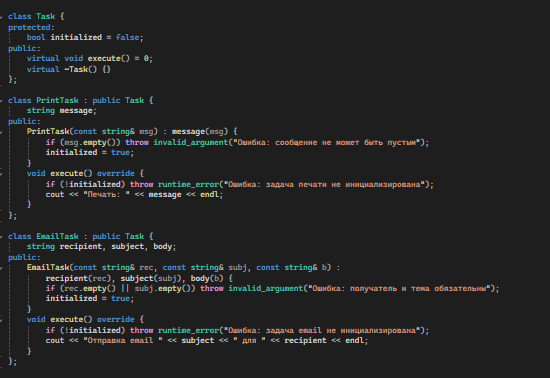 class Task {
protected:
    bool initialized = false;
public:
    virtual void execute() = 0;
    virtual ~Task() {}
};

class PrintTask : public Task {
    string message;
public:
    PrintTask(const string& msg) : message(msg) {
        if (msg.empty()) throw invalid_argument("Ошибка: сообщение не может быть пустым");
        initialized = true;
    }
    void execute() override {
        if (!initialized) throw runtime_error("Ошибка: задача печати не инициализирована");
        cout << "Печать: " << message << endl;
    }
};

class EmailTask : public Task {
    string recipient, subject, body;
public:
    EmailTask(const string& rec, const string& subj, const string& b) :
        recipient(rec), subject(subj), body(b) {
        if (rec.empty() || subj.empty()) throw invalid_argument("Ошибка: получатель и тема обязательны");
        initialized = true;
    }
    void execute() override {
        if (!initialized) throw runtime_error("Ошибка: задача email не инициализирована");
        cout << "Отправка email " << subject << " для " << recipient << endl;
    }
};